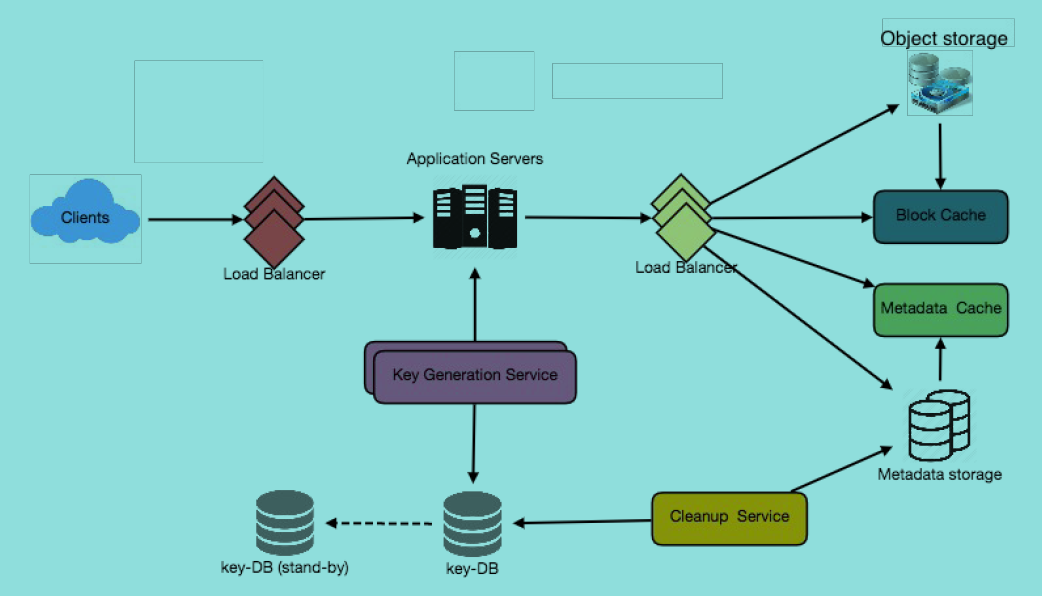 Object storage
Application Servers
Clients
Block Cache
Load Balancer
Load Balancer
Metadata Cache
Key Generation Service
Metadata storage
Cleanup Service
key-DB (stand-by)
key-DB